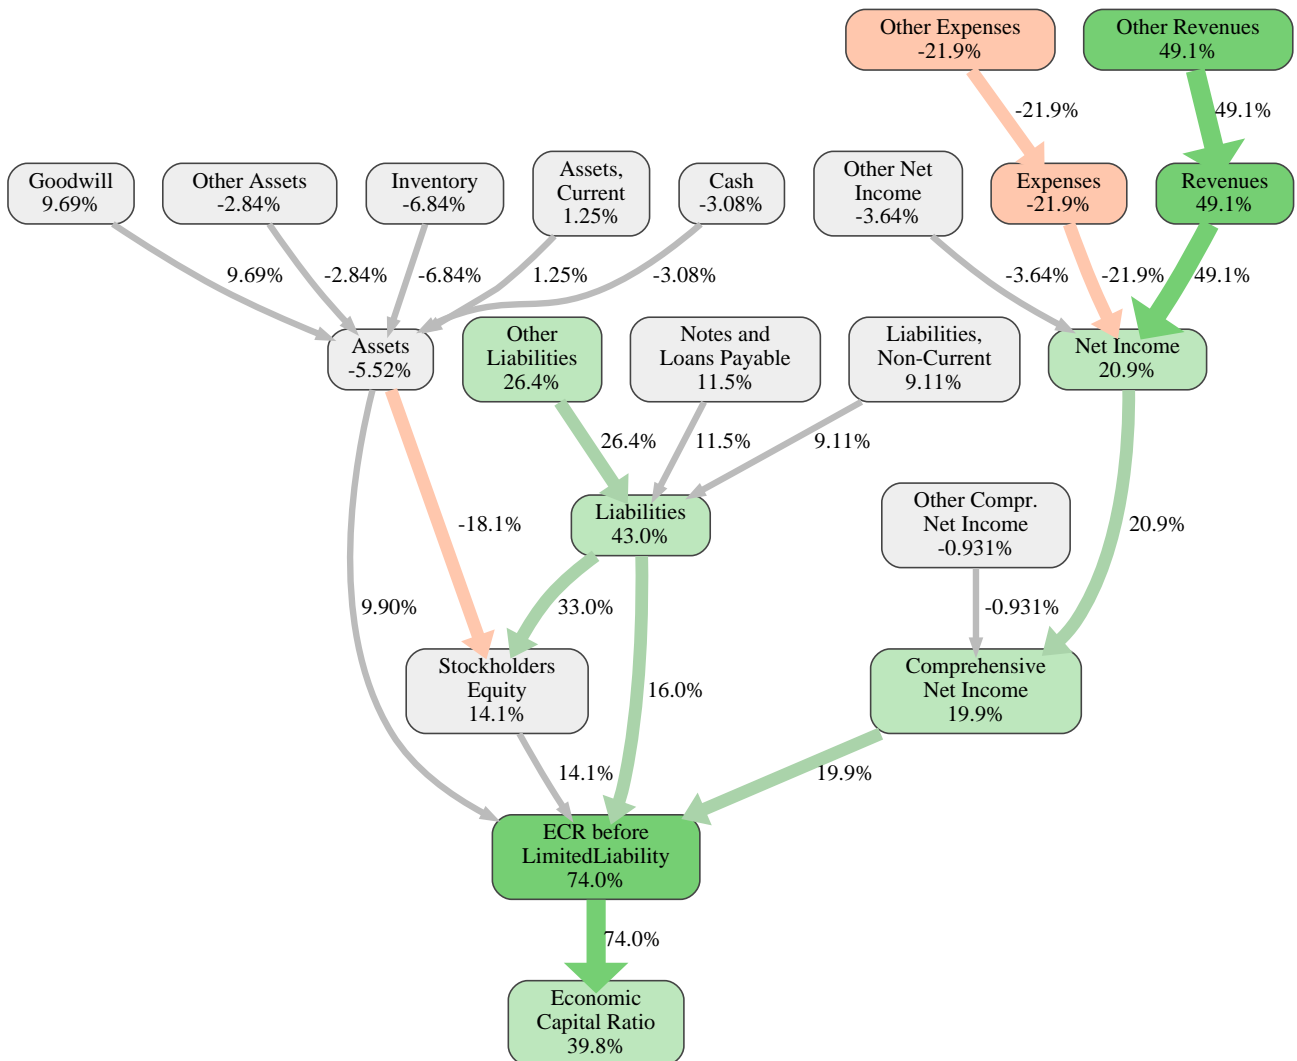 Other Expenses
-21.9%
Other Revenues
49.1%
-21.9%
49.1%
Goodwill
9.69%
Other Assets
-2.84%
Inventory
-6.84%
Assets,
Current
1.25%
Cash
-3.08%
Other Net
Income
-3.64%
Expenses
-21.9%
Revenues
49.1%
9.69%
-2.84%
-6.84%
1.25%
-3.08%
-3.64%
-21.9%
49.1%
Assets
-5.52%
Other
Liabilities
26.4%
Notes and
Loans Payable
11.5%
Liabilities,
Non-Current
9.11%
Net Income
20.9%
26.4%
11.5%
9.11%
-18.1%
Liabilities
43.0%
Other Compr.
Net Income
-0.931%
20.9%
9.90%
33.0%
-0.931%
Stockholders
Equity
14.1%
16.0%
Comprehensive
Net Income
19.9%
14.1%
19.9%
ECR before
LimitedLiability
74.0%
74.0%
Economic
Capital Ratio
39.8%